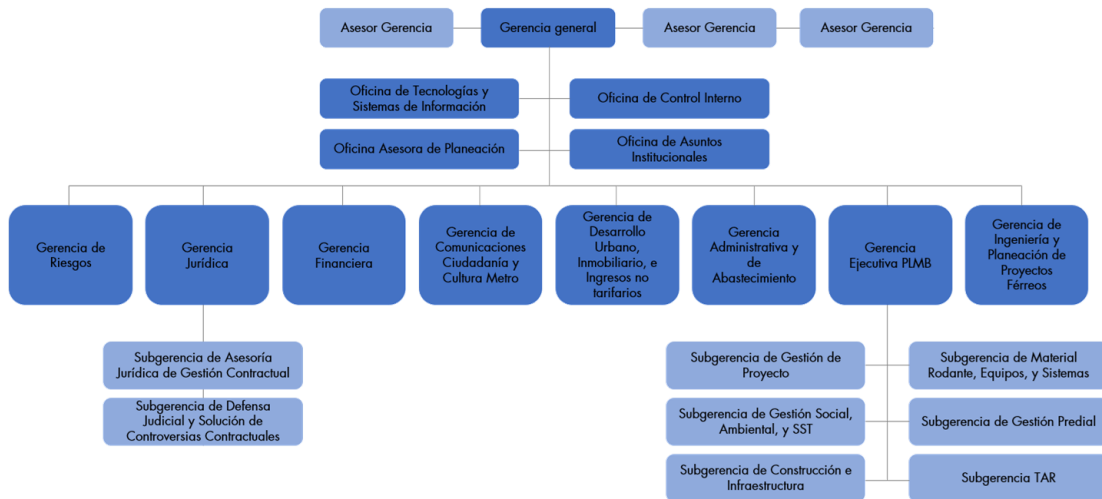 Asesor Gerencia
Gerencia general
Asesor Gerencia
Asesor Gerencia
Oficina de Tecnologías y
Sistemas de Información
Oficina de Control Interno
Oficina Asesora de Planeación
Oficina de Asuntos
Institucionales
Gerencia de
Riesgos
Gerencia
Jurídica
Gerencia
Financiera
Gerencia de
Comunicaciones
Ciudadanía y
Cultura Metro
Gerencia de
Desarrollo
Urbano,
Inmobiliario, e
Ingresos no
tarifarios
Gerencia
Administrativa y
de
Abastecimiento
Gerencia
Ejecutiva PLMB
Gerencia de
Ingeniería y
Planeación de
Proyectos
Férreos
Subgerencia de Asesoría
Jurídica de Gestión Contractual
Subgerencia de Defensa
Judicial y Solución de
Controversias Contractuales
Subgerencia de Gestión de
Proyecto
Subgerencia de Material
Rodante, Equipos, y Sistemas
Subgerencia de Gestión Social,
Ambiental, y SST
Subgerencia de Gestión Predial
Subgerencia de Construcción e
Infraestructura
Subgerencia TAR